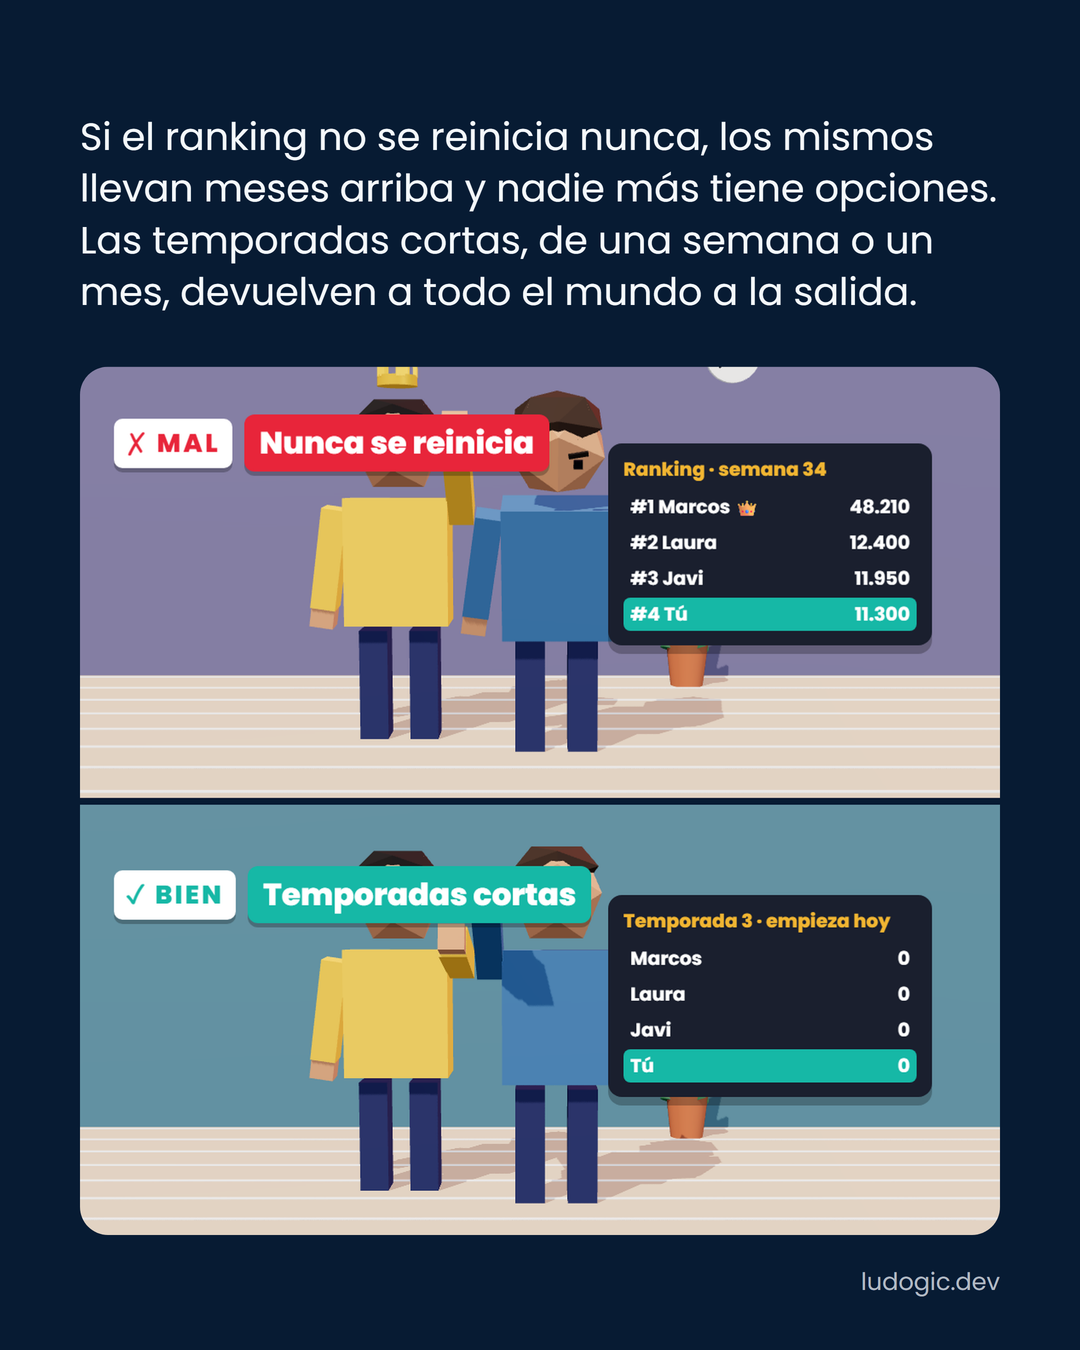 Si el ranking no se reinicia nunca, los mismos
llevan meses arriba y nadie más tiene opciones.
Las temporadas cortas, de una semana o un
mes, devuelven a todo el mundo a la salida.
✗ MAL
Nunca se reinicia
Ranking · semana 34
#1 Marcos 👑 48.210
#2 Laura 12.400
#3 Javi 11.950
#4 Tú 11.300
✓ BIEN
Temporadas cortas
Temporada 3 · empieza hoy
Marcos 0
Laura 0
Javi 0
Tú 0
ludogic.dev